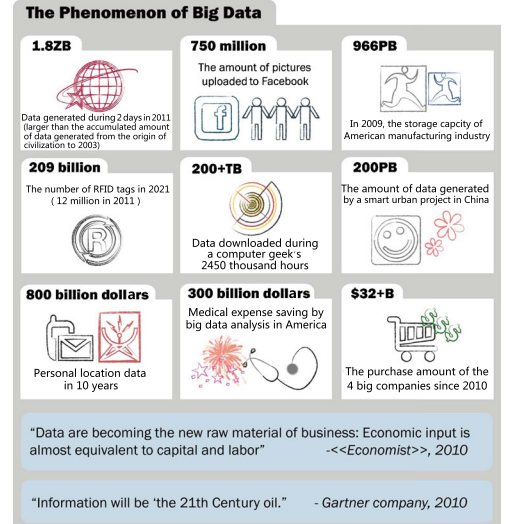 The Phenomenon of Big Data
1.8ZB
Data generated during 2 days in 2011
(larger than the accumulated amount
of data generated from the origin of
civilization to 2003)
750 million
The amount of pictures
uploaded to Facebook
f
966PB
In 2009, the storage capcity of
American manufacturing industry
209 billion
The number of RFID tags in 2021
( 12 million in 2011 )
R
200+TB
Data downloaded during
a computer geek's
2450 thousand hours
200PB
The amount of data generated
by a smart urban project in China
800 billion dollars
Personal location data
in 10 years
300 billion dollars
Medical expense saving by
big data analysis in America
$32+B
$$$
The purchase amount of the
4 big companies since 2010
“Data are becoming the new raw material of business: Economic input is
almost equivalent to capital and labor” -<<Economist>>, 2010
“Information will be ‘the 21th Century oil.” - Gartner company, 2010